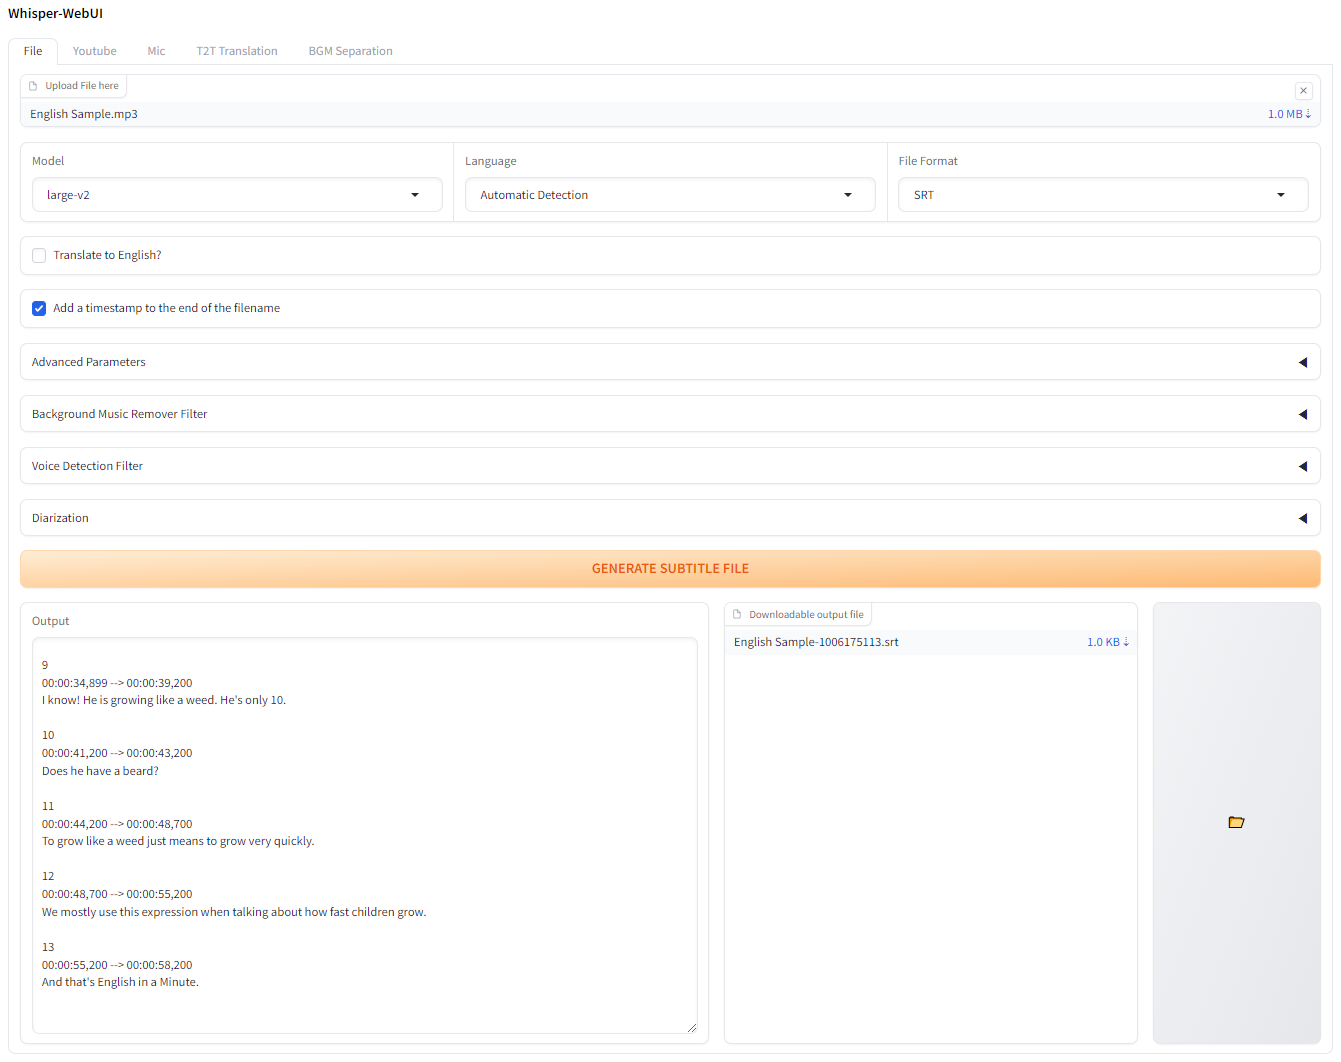 Whisper-WebUI
File
Youtube
Mic
T2T Translation
BGM Separation
Upload File here
English Sample.mp3
1.0 MB ⇣
Model
Language
File Format
large-v2
Automatic Detection
SRT
Translate to English?
Add a timestamp to the end of the filename
Advanced Parameters
Background Music Remover Filter
Voice Detection Filter
Diarization
GENERATE SUBTITLE FILE
Output
9
00:00:34,899 --> 00:00:39,200
I know! He is growing like a weed. He's only 10.
10
00:00:41,200 --> 00:00:43,200
Does he have a beard?
11
00:00:44,200 --> 00:00:48,700
To grow like a weed just means to grow very quickly.
12
00:00:48,700 --> 00:00:55,200
We mostly use this expression when talking about how fast children grow.
13
00:00:55,200 --> 00:00:58,200
And that's English in a Minute.
Downloadable output file
English Sample-1006175113.srt
1.0 KB ⇣